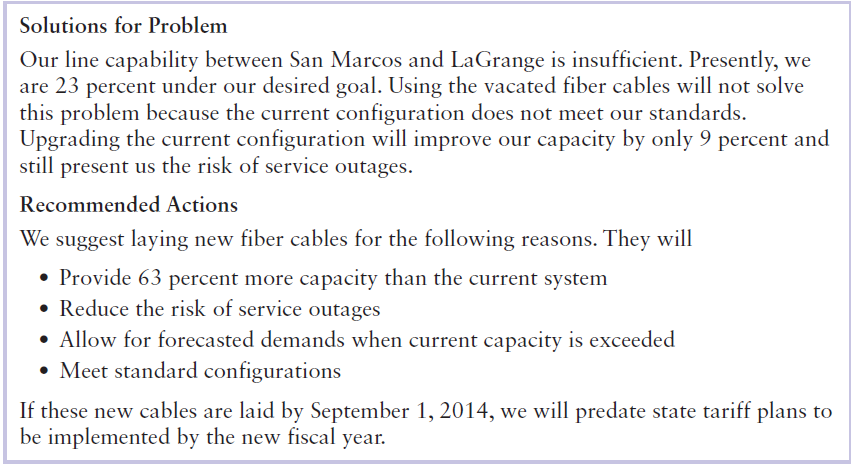 Solutions for Problem
Our line capability between San Marcos and LaGrange is insufficient. Presently, we
are 23 percent under our desired goal. Using the vacated fiber cables will not solve
this problem because the current configuration does not meet our standards.
Upgrading the current configuration will improve our capacity by only 9 percent and
still present us the risk of service outages.
Recommended Actions
We suggest laying new fiber cables for the following reasons. They will
• Provide 63 percent more capacity than the current system
• Reduce the risk of service outages
• Allow for forecasted demands when current capacity is exceeded
• Meet standard configurations
If these new cables are laid by September 1, 2014, we will predate state tariff plans to
be implemented by the new fiscal year.